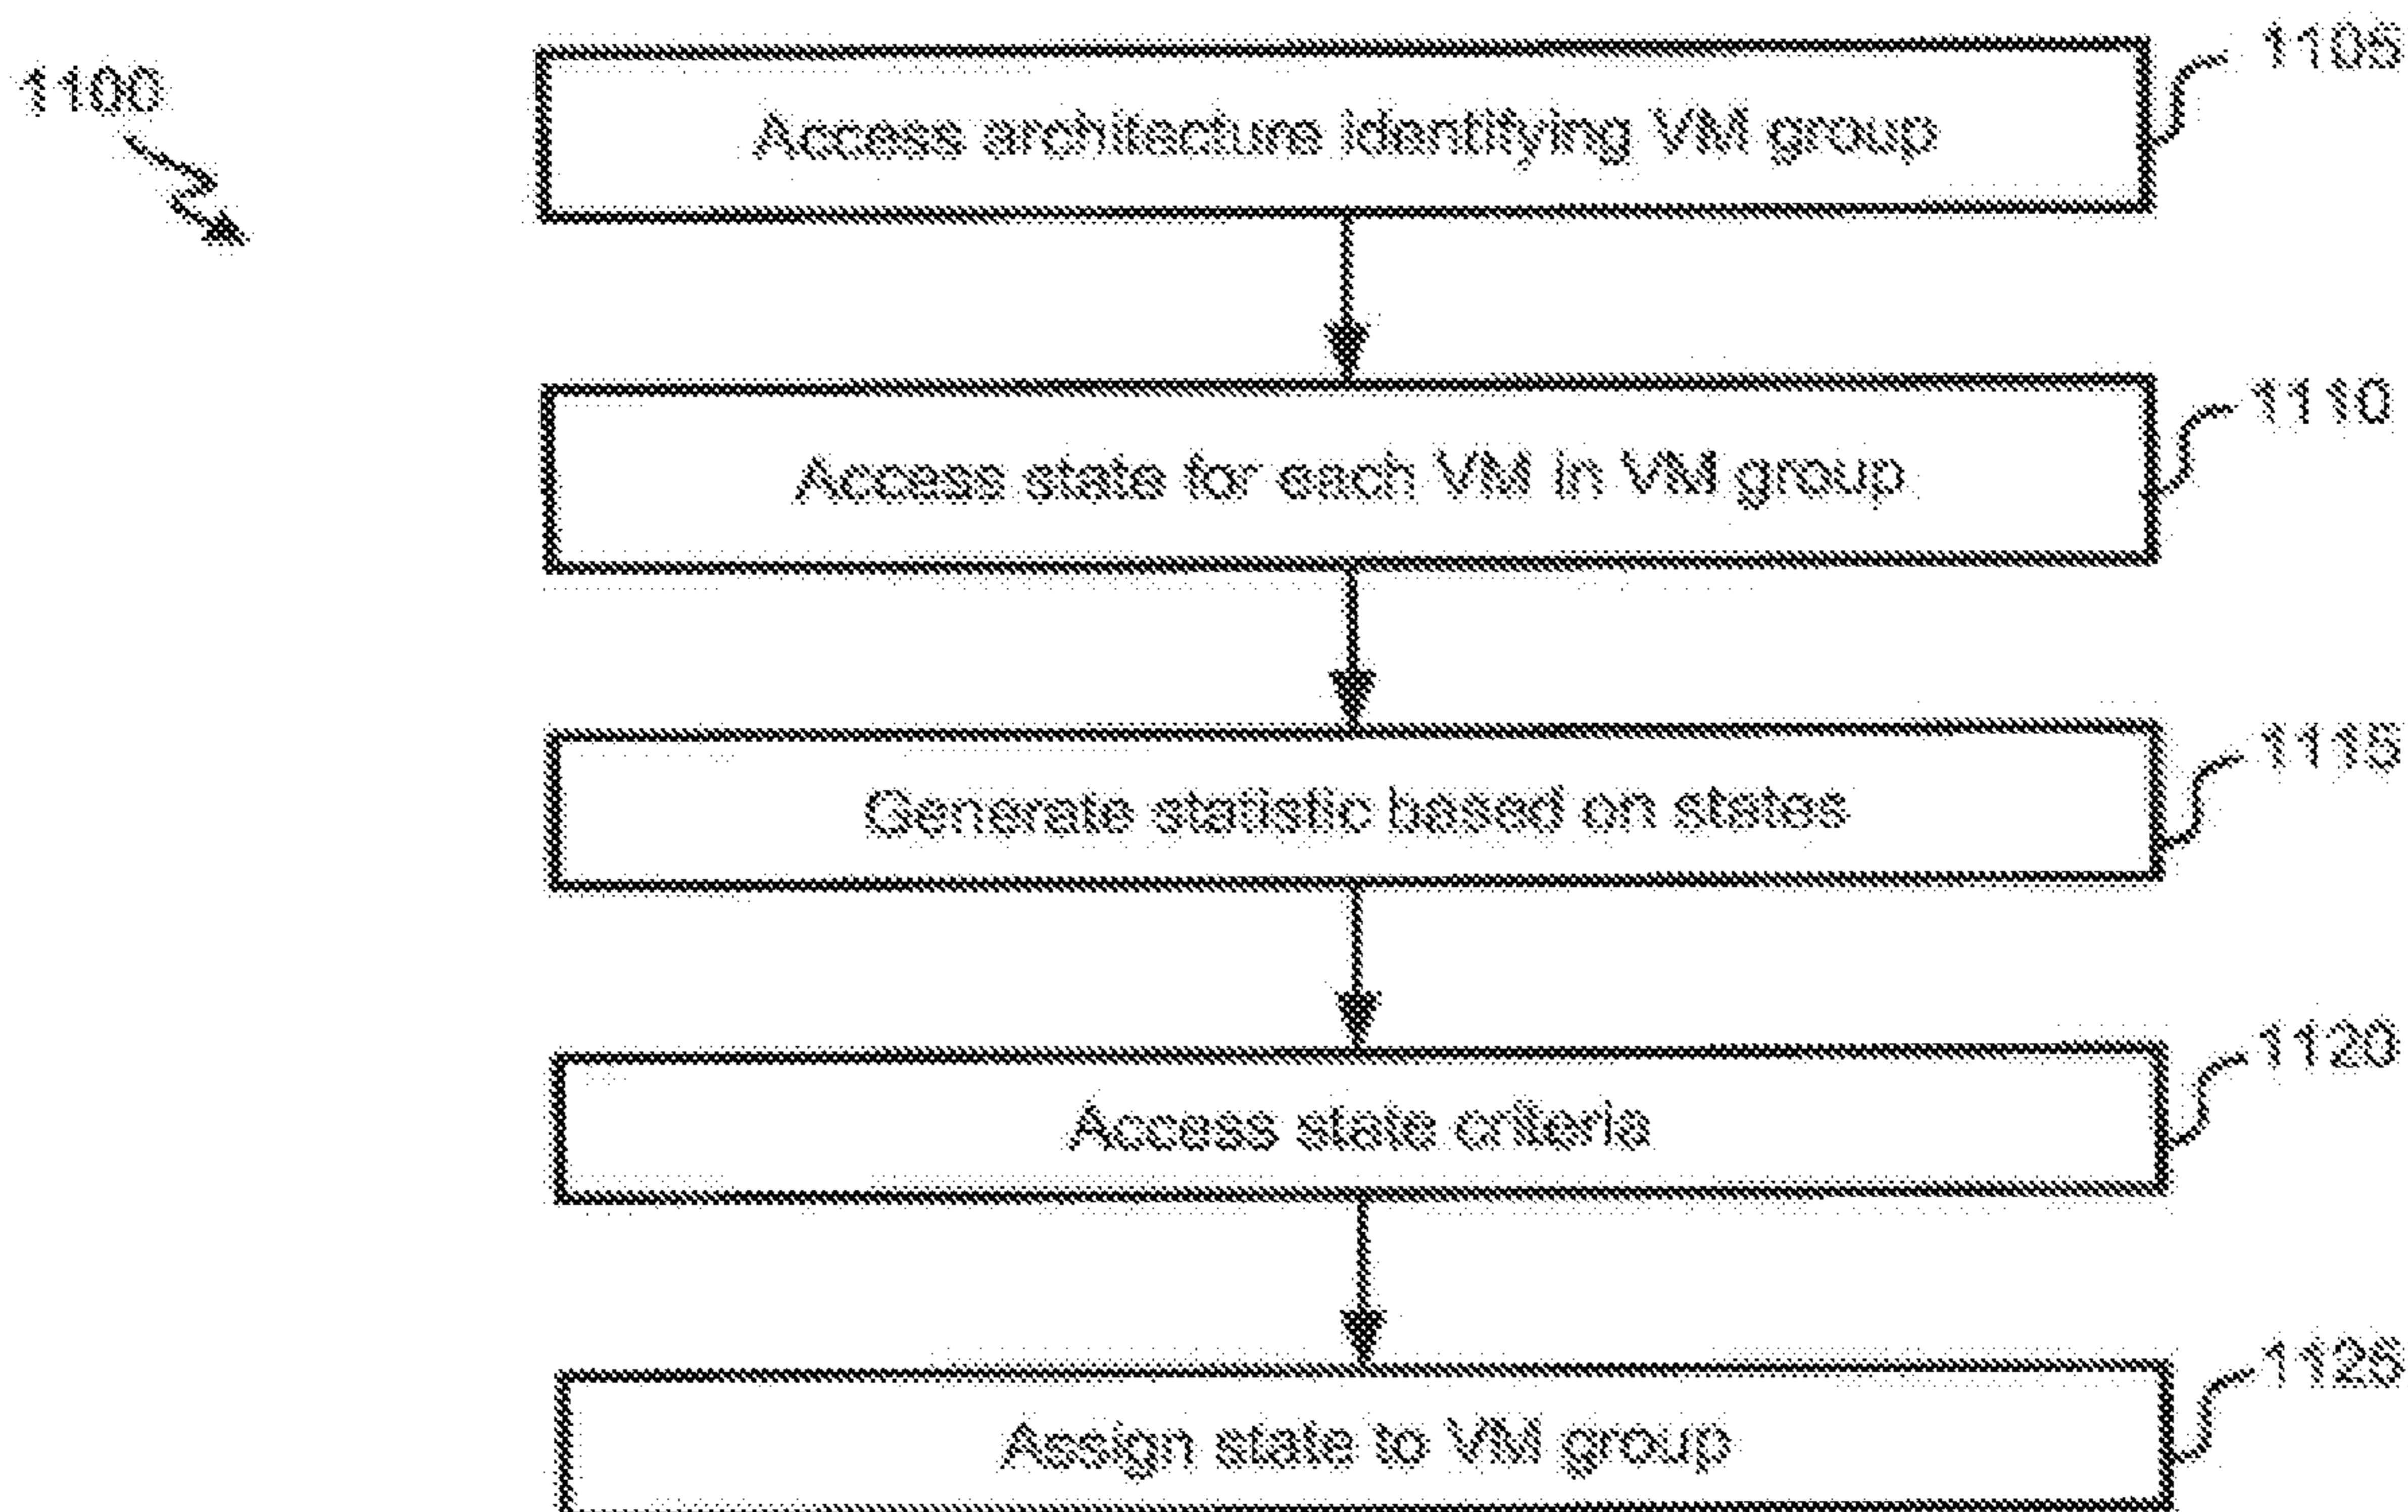 1100
Access architecture identifying VM group
1105
Access state for each VM in VM group
1110
Generate statistic based on states
1115
Access state criteria
1120
Assign state to VM group
1125